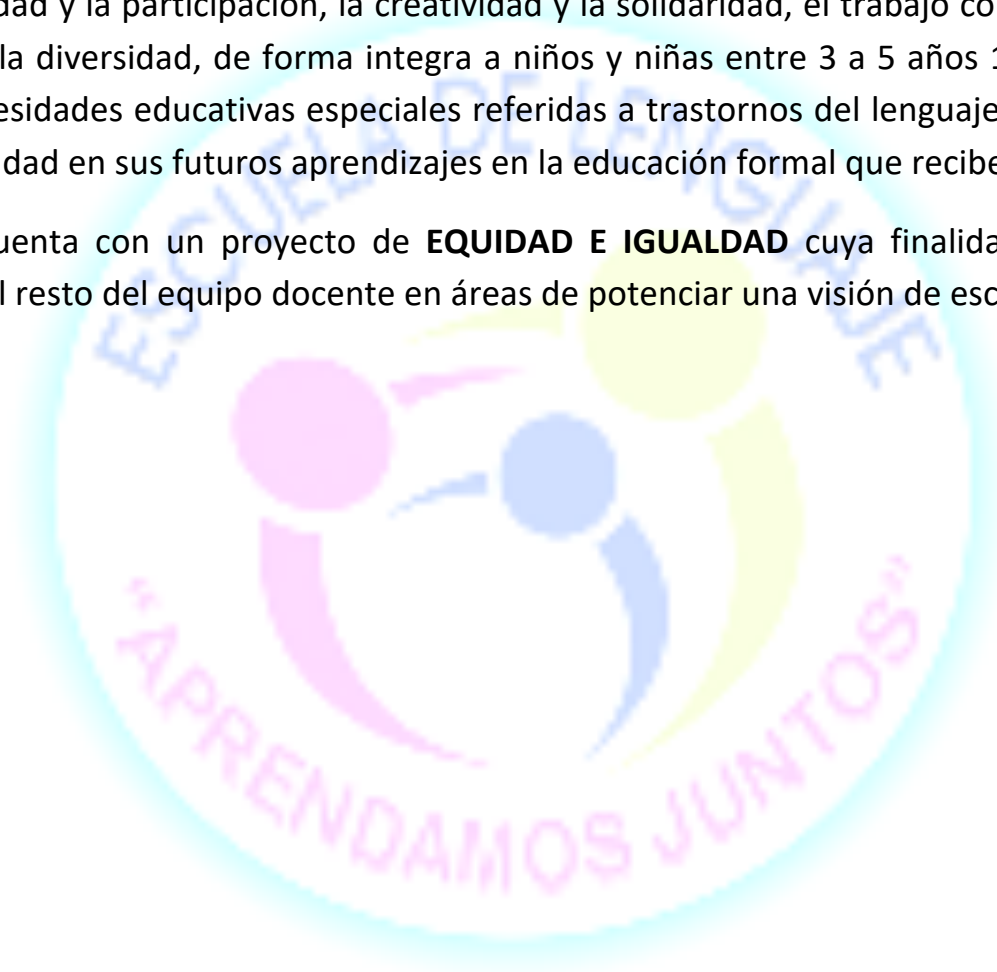 dad y la participación, la creatividad y la solidaridad, el trabajo co
la diversidad, de forma integra a niños y niñas entre 3 a 5 años 1
esidades educativas especiales referidas a trastornos del lenguaje
dad en sus futuros aprendizajes en la educación formal que recibe
uenta con un proyecto de EQUIDAD E IGUALDAD cuya finalida
l resto del equipo docente en áreas de potenciar una visión de esc
ESCUELA DE LENGUAJE
"APRENDAMOS JUNTOS"